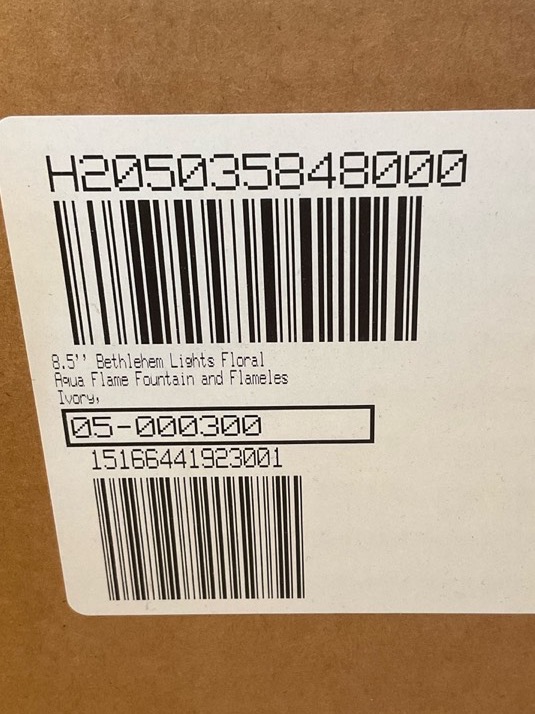 H205035848000
8.5'' Bethlehem Lights Floral
Aqua Flame Fountain and Flameles
Ivory,
05-000300
15166441923001